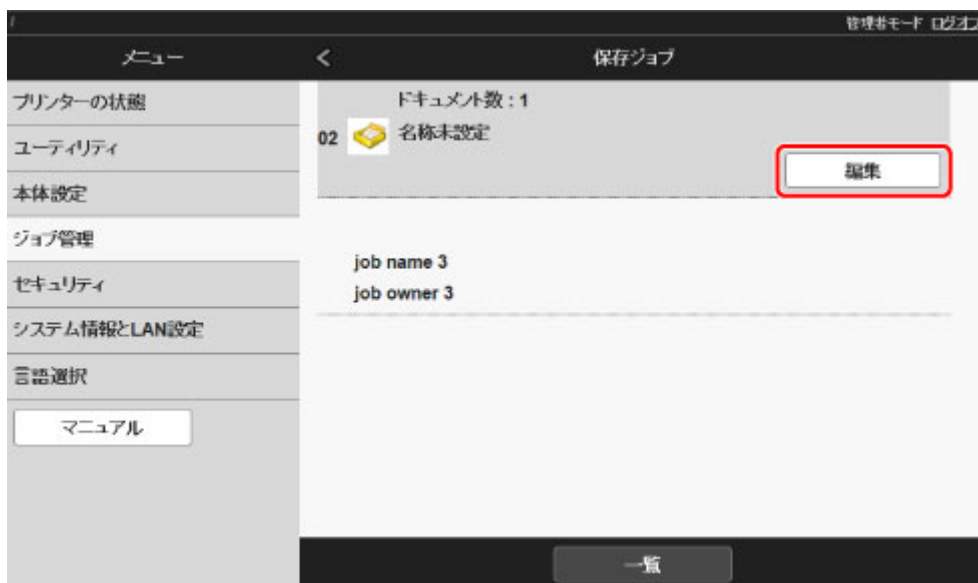 /
管理者モード ログオフ
メニュー
<
保存ジョブ
プリンターの状態
ユーティリティ
本体設定
ジョブ管理
セキュリティ
システム情報とLAN設定
言語選択
マニュアル
ドキュメント数 : 1
02
名称未設定
編集
job name 3
job owner 3
一覧